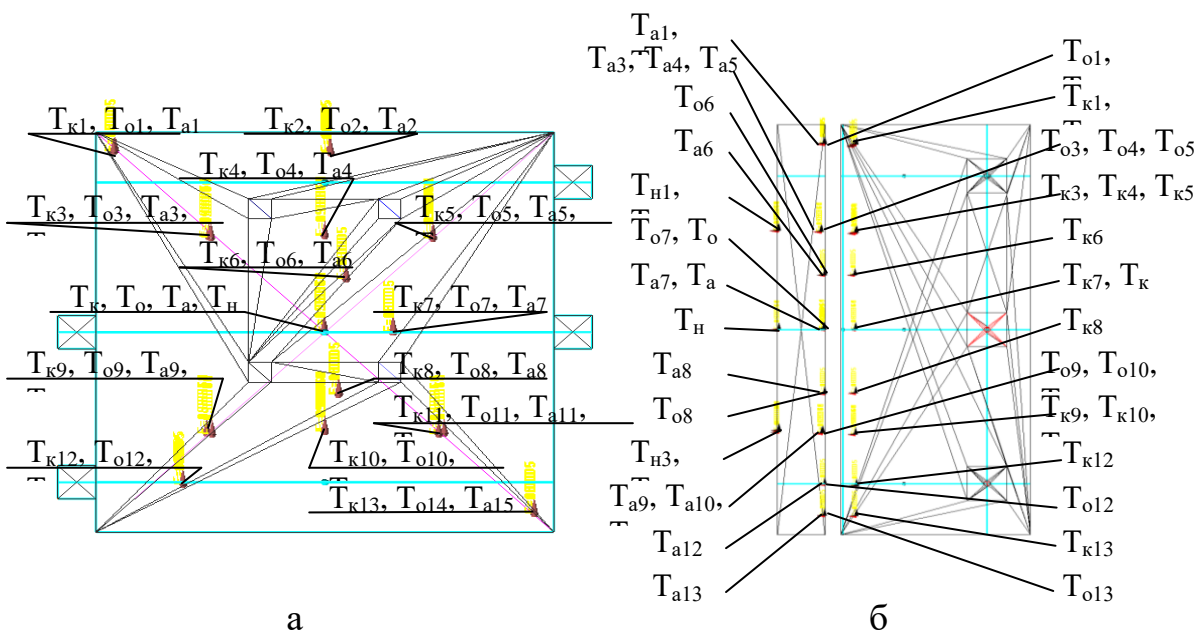 Тк1, То1, Та1
Тк2, То2, Та2
Тк4, То4, Та4
Тк3, То3, Та3,
Тк5, То5, Та5,
Тк6, То6, Та6
Тк, То, Та, Тн
Тк7, То7, Та7
Тк9, То9, Та9,
Тк8, То8, Та8
Тк11, То11, Та11,
Тк12, То12,
Тк10, То10,
Тк13, То14, Та15
а
Та1,
Та3, Та4, Та5
То6
Та6
Тн1,
То7, То
Та7, Та
Тн
Та8
То8
Тн3,
Та9, Та10,
Та12
Та13
То1,
Тк1,
То3, То4, То5
Тк3, Тк4, Тк5
Тк6
Тк7, Тк
Тк8
То9, То10,
Тк9, Тк10,
Тк12
То12
Тк13
То13
б